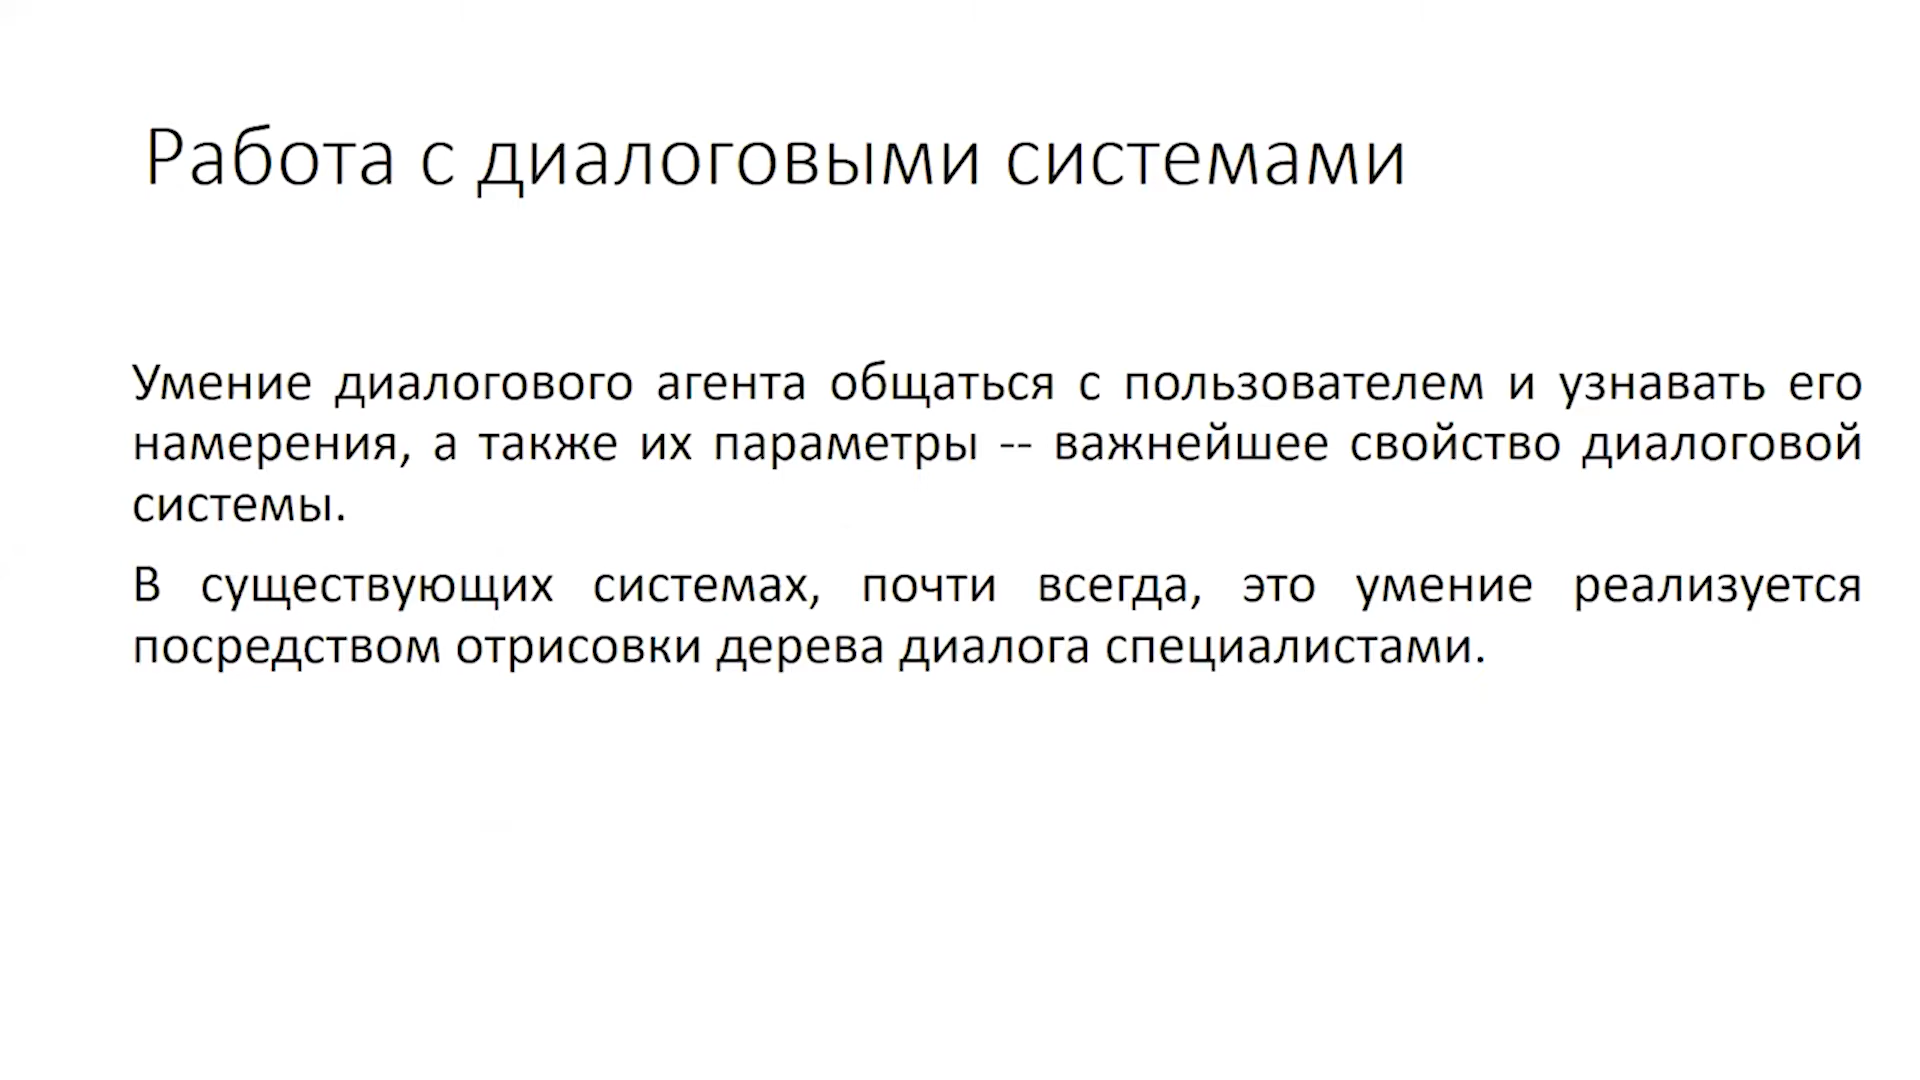 Работа с диалоговыми системами
Умение диалогового агента общаться с пользователем и узнавать его
намерения, а также их параметры -- важнейшее свойство диалоговой
системы.
В существующих системах, почти всегда, это умение реализуется
посредством отрисовки дерева диалога специалистами.